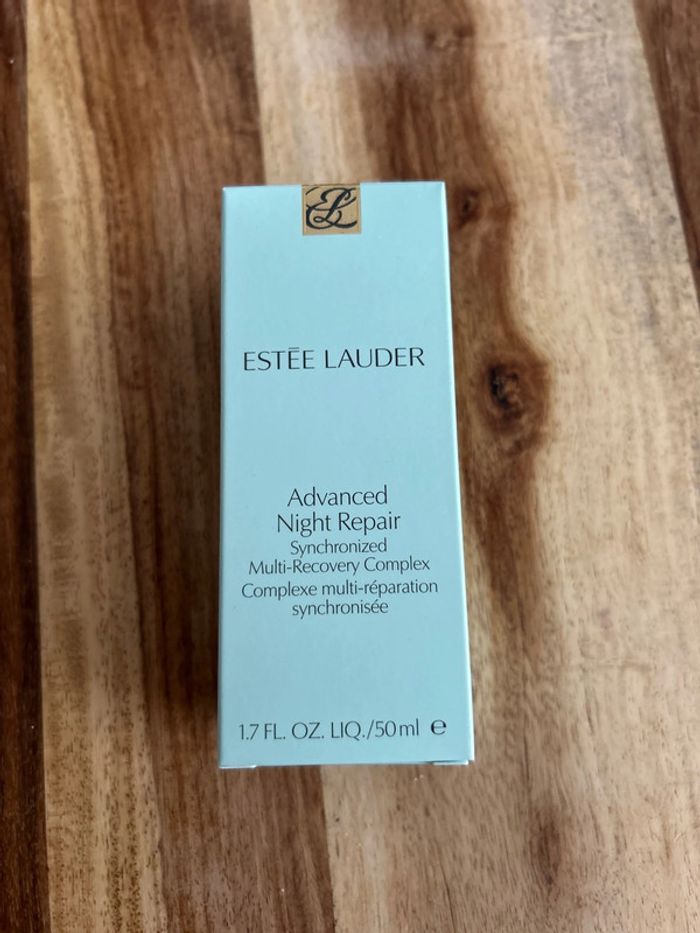 EL
ESTĒE LAUDER
Advanced
Night Repair
Synchronized
Multi-Recovery Complex
Complexe multi-réparation
synchronisée
1.7 FL. OZ. LIQ./50 ml e